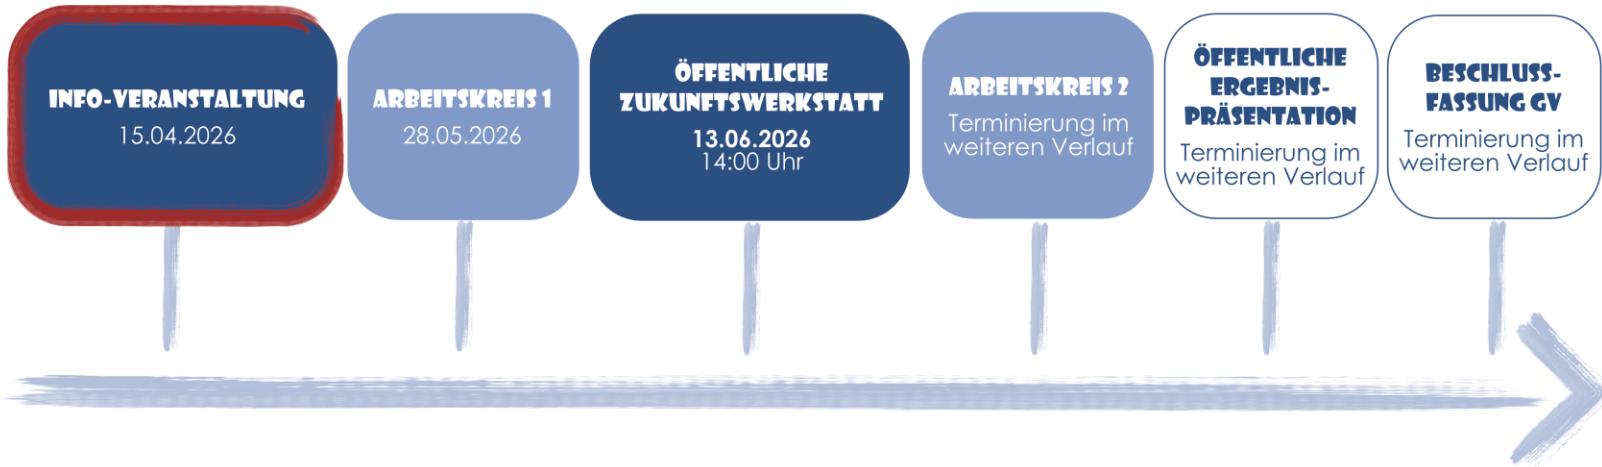 INFO-VERANSTALTUNG
15.04.2026
ARBEITSKREIS 1
28.05.2026
ÖFFENTLICHE
ZUKUNFTSWERKSTATT
13.06.2026
14:00 Uhr
ARBEITSKREIS 2
Terminierung im
weiteren Verlauf
ÖFFENTLICHE
ERGEBNIS-
PRÄSENTATION
Terminierung im
weiteren Verlauf
BESCHLUSS-
FASSUNG GV
Terminierung im
weiteren Verlauf